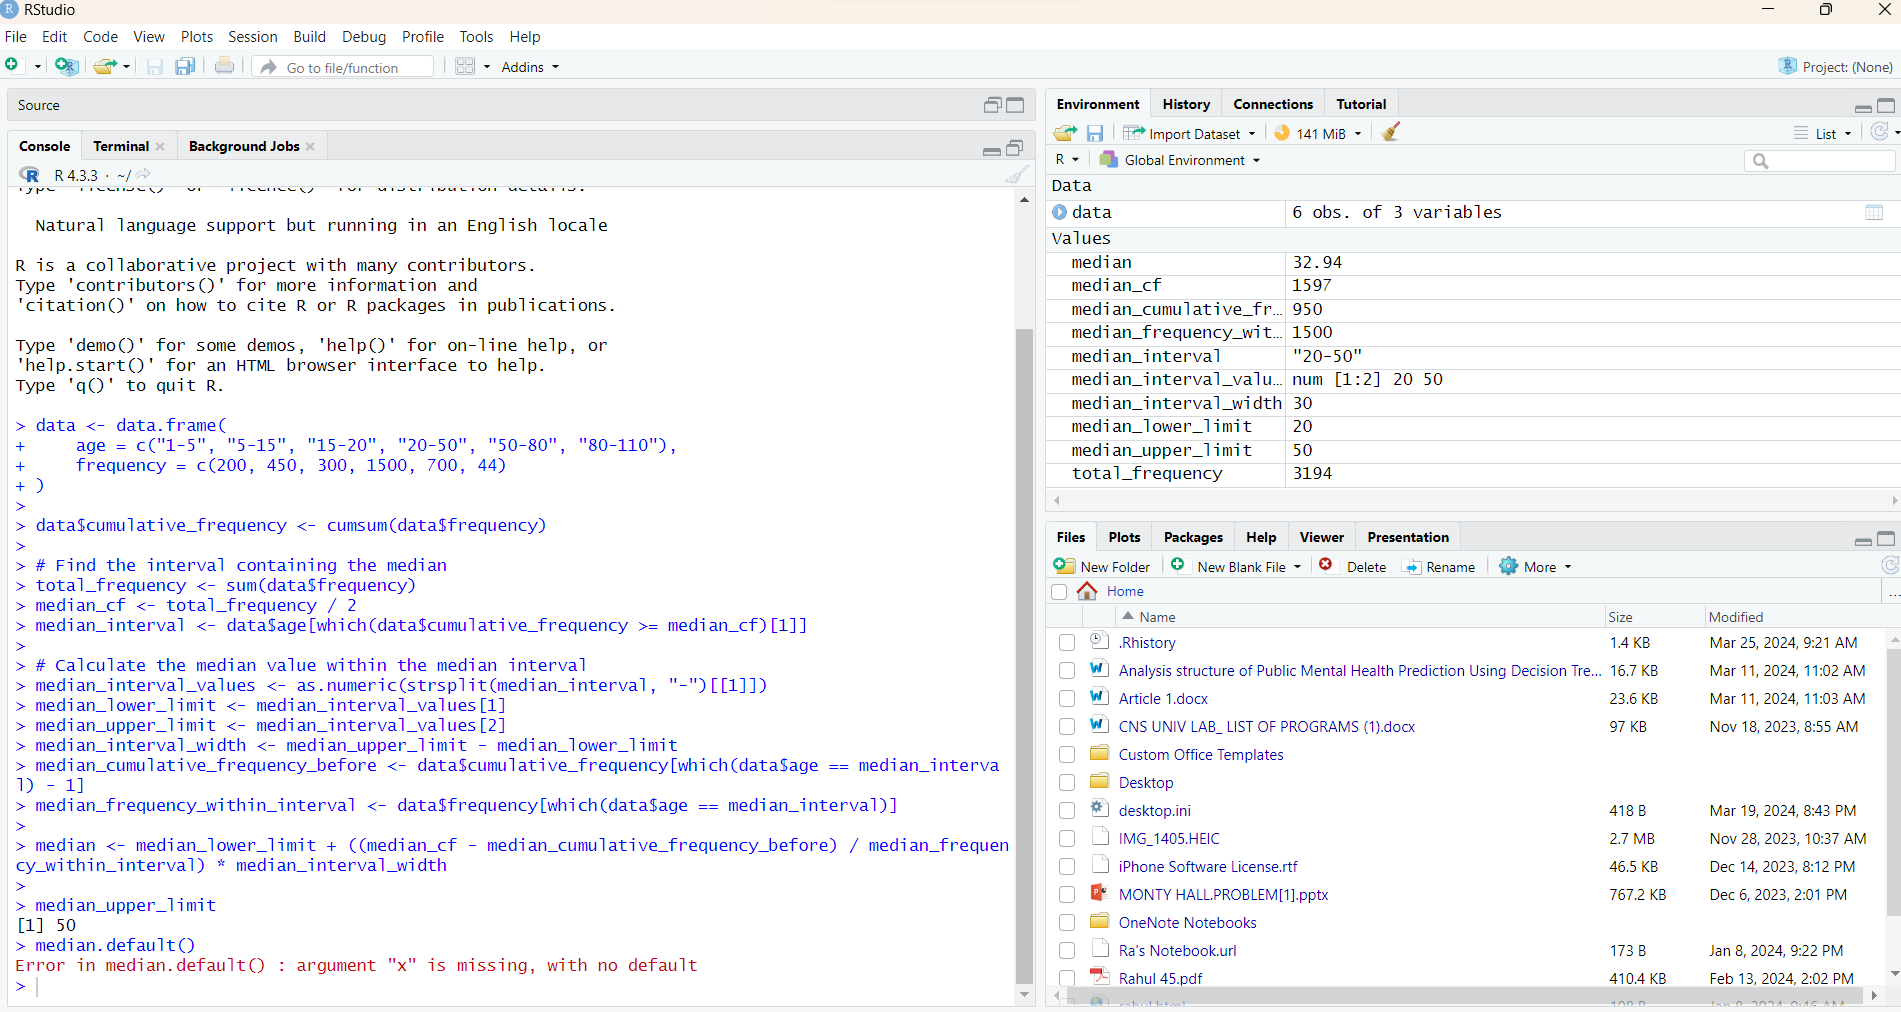 RStudio
File Edit Code View Plots Session Build Debug Profile Tools Help
Go to file/function Addins Project: (None)
Source
Console Terminal Background Jobs
R 4.3.3 · ~/
Natural language support but running in an English locale
R is a collaborative project with many contributors.
Type 'contributors()' for more information and
'citation()' on how to cite R or R packages in publications.
Type 'demo()' for some demos, 'help()' for on-line help, or
'help.start()' for an HTML browser interface to help.
Type 'q()' to quit R.
> data <- data.frame(
+     age = c("1-5", "5-15", "15-20", "20-50", "50-80", "80-110"),
+     frequency = c(200, 450, 300, 1500, 700, 44)
+ )
>
> data$cumulative_frequency <- cumsum(data$frequency)
>
> # Find the interval containing the median
> total_frequency <- sum(data$frequency)
> median_cf <- total_frequency / 2
> median_interval <- data$age[which(data$cumulative_frequency >= median_cf)[1]]
>
> # Calculate the median value within the median interval
> median_interval_values <- as.numeric(strsplit(median_interval, "-")[[1]])
> median_lower_limit <- median_interval_values[1]
> median_upper_limit <- median_interval_values[2]
> median_interval_width <- median_upper_limit - median_lower_limit
> median_cumulative_frequency_before <- data$cumulative_frequency[which(data$age == median_interva
l) - 1]
> median_frequency_within_interval <- data$frequency[which(data$age == median_interval)]
>
> median <- median_lower_limit + ((median_cf - median_cumulative_frequency_before) / median_frequen
cy_within_interval) * median_interval_width
>
> median_upper_limit
[1] 50
> median.default()
Error in median.default() : argument "x" is missing, with no default
>
Environment History Connections Tutorial
Import Dataset 141 MiB List
R Global Environment
Data
data 6 obs. of 3 variables
Values
median 32.94
median_cf 1597
median_cumulative_fr… 950
median_frequency_wit… 1500
median_interval "20-50"
median_interval_valu… num [1:2] 20 50
median_interval_width 30
median_lower_limit 20
median_upper_limit 50
total_frequency 3194
Files Plots Packages Help Viewer Presentation
New Folder New Blank File Delete Rename More
Home ...
Name Size Modified
.Rhistory 1.4 KB Mar 25, 2024, 9:21 AM
Analysis structure of Public Mental Health Prediction Using Decision Tre... 16.7 KB Mar 11, 2024, 11:02 AM
Article 1.docx 23.6 KB Mar 11, 2024, 11:03 AM
CNS UNIV LAB_ LIST OF PROGRAMS (1).docx 97 KB Nov 18, 2023, 8:55 AM
Custom Office Templates
Desktop
desktop.ini 418 B Mar 19, 2024, 8:43 PM
IMG_1405.HEIC 2.7 MB Nov 28, 2023, 10:37 AM
iPhone Software License.rtf 46.5 KB Dec 14, 2023, 8:12 PM
MONTY HALL.PROBLEM[1].pptx 767.2 KB Dec 6, 2023, 2:01 PM
OneNote Notebooks
Ra's Notebook.url 173 B Jan 8, 2024, 9:22 PM
Rahul 45.pdf 410.4 KB Feb 13, 2024, 2:02 PM